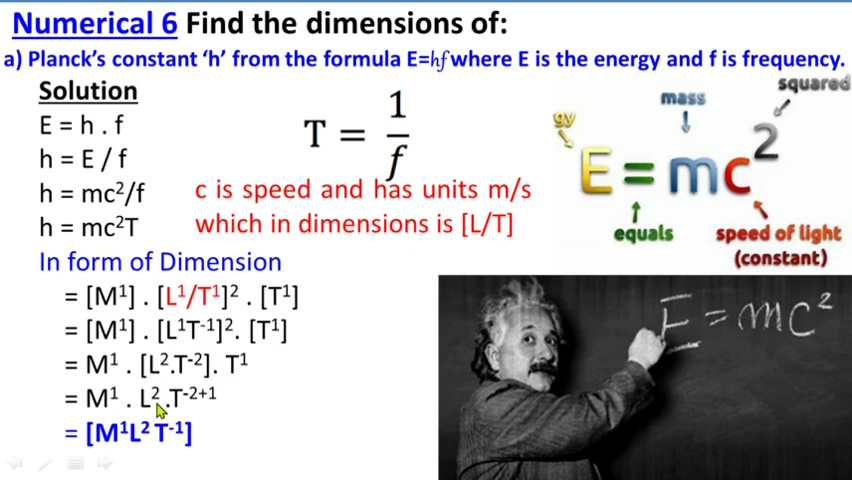 Numerical 6 Find the dimensions of:
a) Planck's constant 'h' from the formula E=hf where E is the energy and f is frequency.
Solution
E = h . f
h = E / f
h = mc²/f
h = mc²T
T = 1/f
c is speed and has units m/s
which in dimensions is [L/T]
gy
mass
squared
E = mc²
equals
speed of light
(constant)
In form of Dimension
= [M¹] . [L¹/T¹]² . [T¹]
= [M¹] . [L¹T⁻¹]². [T¹]
= M¹ . [L².T⁻²]. T¹
= M¹ . L².T⁻²⁺¹
= [M¹L² T⁻¹]
E = mc²